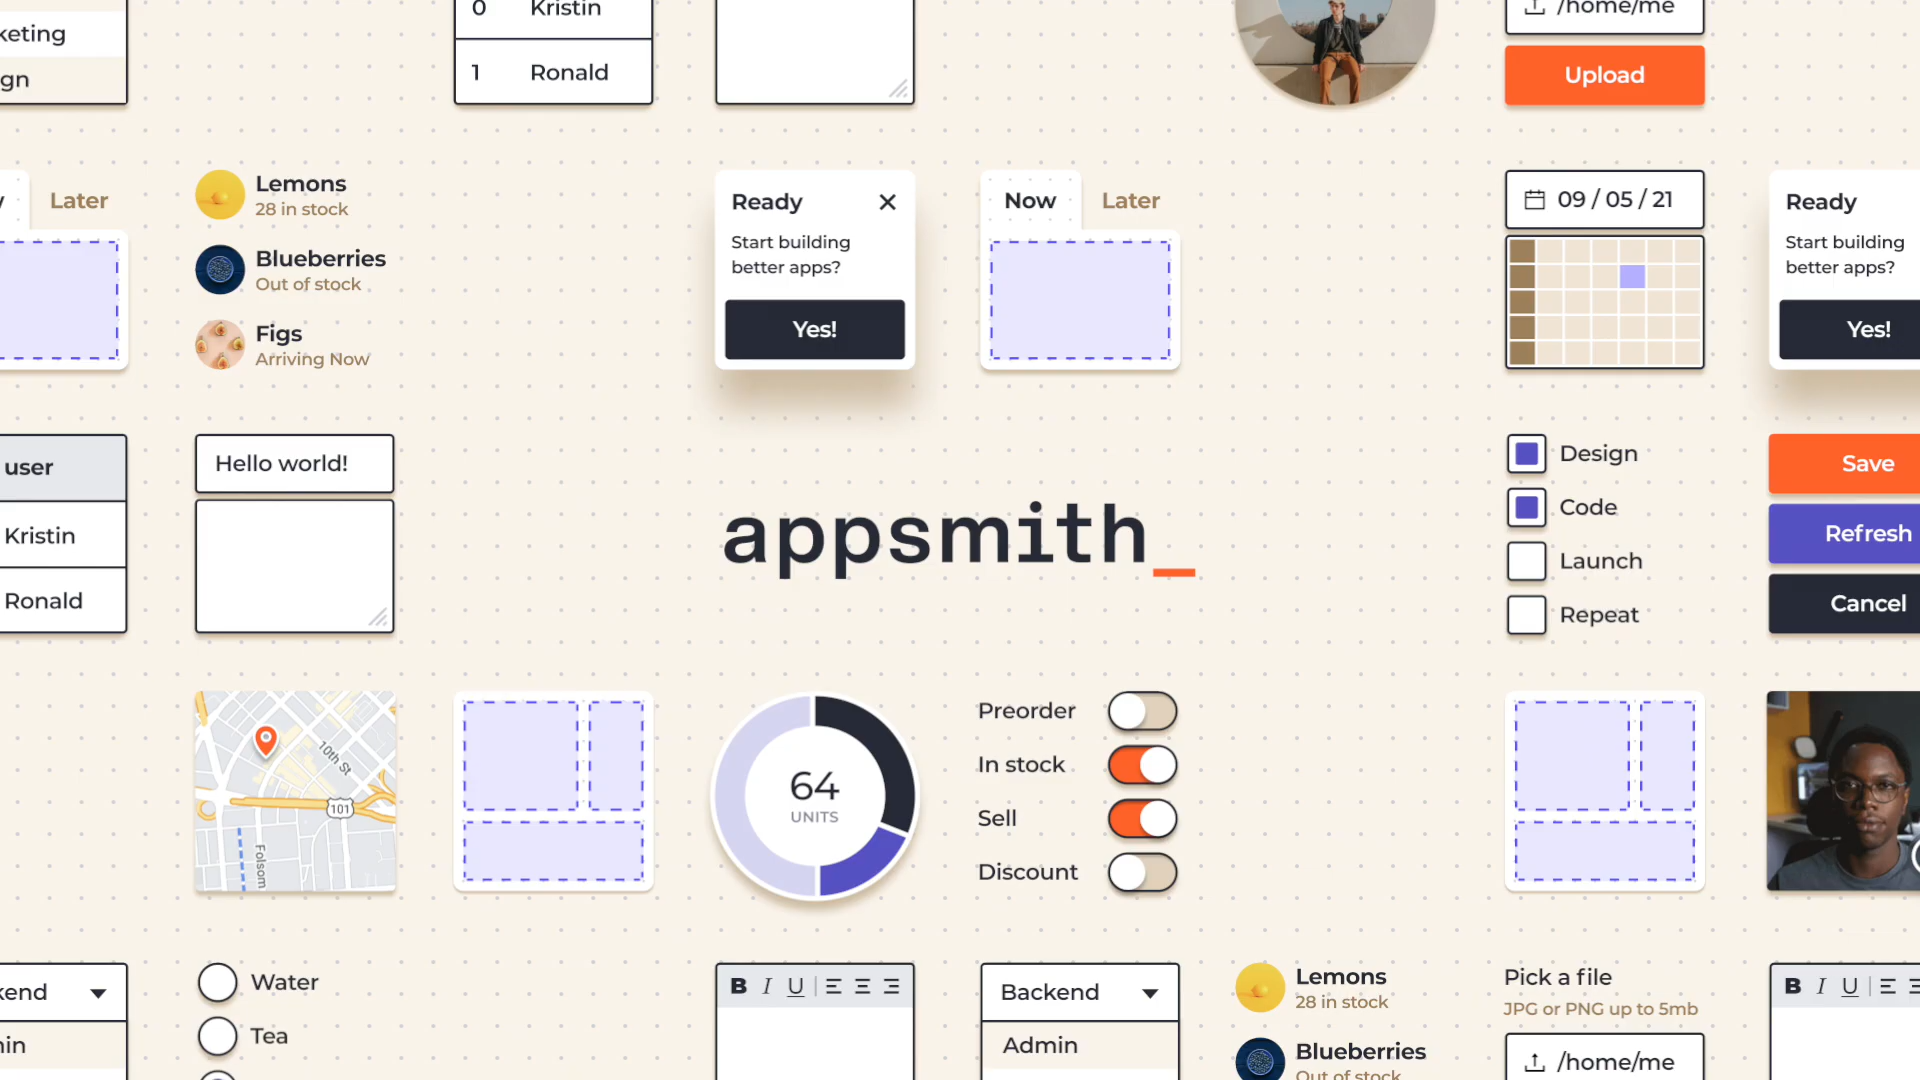 keting
gn
0 Kristin
1 Ronald
/home/me
Upload
Later
Lemons
28 in stock
Blueberries
Out of stock
Figs
Arriving Now
Ready
Start building
better apps?
Yes!
Now
Later
09 / 05 / 21
Ready
Start building
better apps?
Yes!
user
Kristin
Ronald
Hello world!
appsmith_
Design
Code
Launch
Repeat
Save
Refresh
Cancel
10th St
101
Folsom
64
UNITS
Preorder
In stock
Sell
Discount
kend
in
Water
Tea
B I U
Backend
Admin
Lemons
28 in stock
Blueberries
Out of stock
Pick a file
JPG or PNG up to 5mb
/home/me
B I U